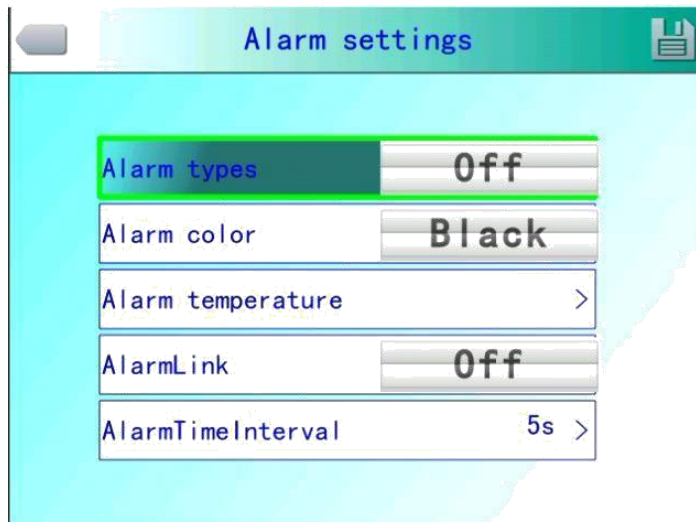 Alarm settings
Alarm types Off
Alarm color Black
Alarm temperature >
AlarmLink Off
AlarmTimeInterval 5s >